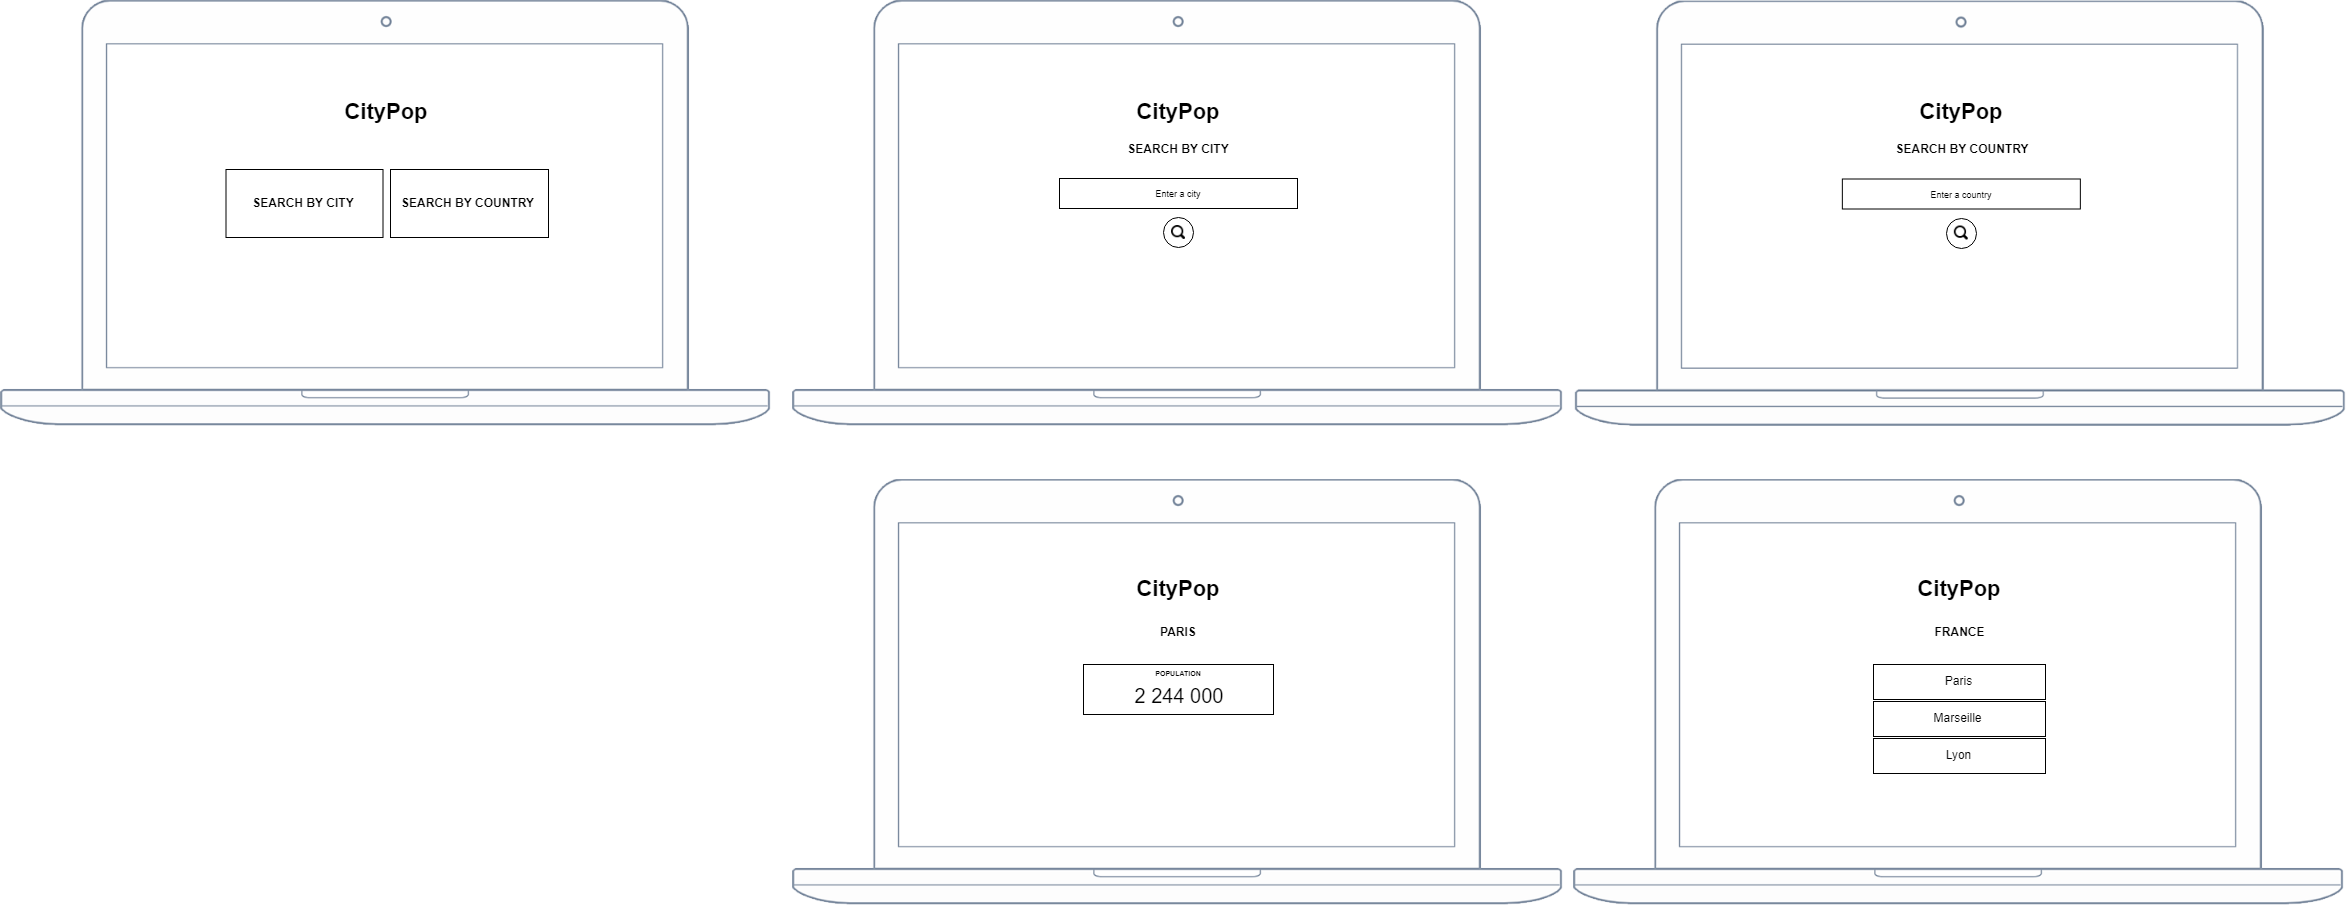 CityPop
SEARCH BY CITY
SEARCH BY COUNTRY
CityPop
SEARCH BY CITY
Enter a city
CityPop
SEARCH BY COUNTRY
Enter a country
CityPop
PARIS
POPULATION
2 244 000
CityPop
FRANCE
Paris
Marseille
Lyon